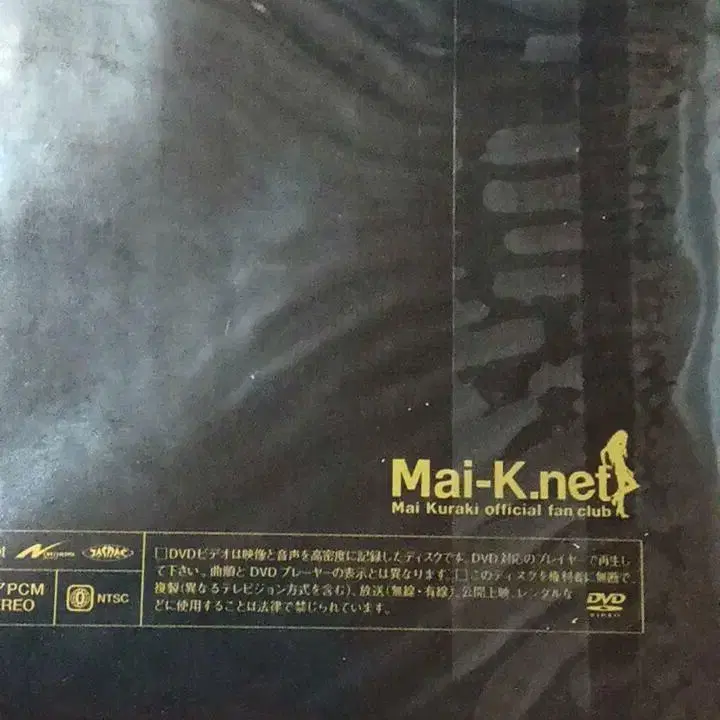 Mai-K.net
Mai Kuraki official fan club
JASRAC
□DVDビデオは映像と音声を高密度に記録したディスクです。DVD対応のプレイヤーで再生し
て下さい。曲順とDVDプレーヤーの表示とは異なります。□このディスクを権利者に無断で、
複製(異なるテレビジョン方式を含む)、放送(無線・有線)、公開上映、レンタルな
どに使用することは法律で禁じられています。
PCM
EREO
NTSC
DVD
VIDEO